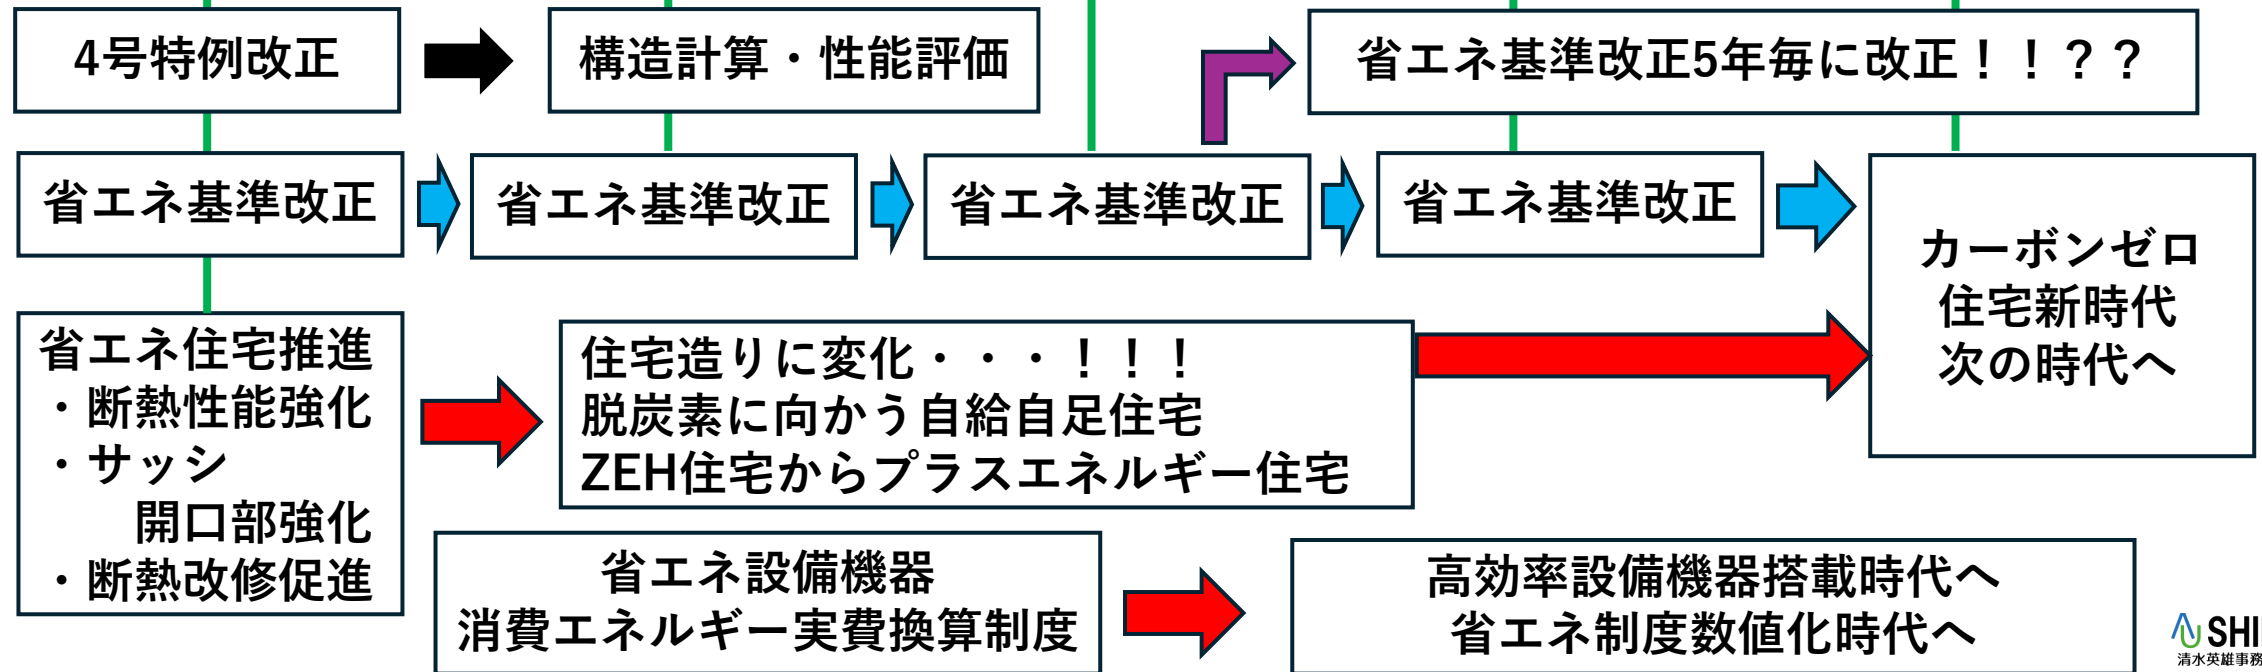 4号特例改正
構造計算・性能評価
省エネ基準改正5年毎に改正！！？？
省エネ基準改正
省エネ基準改正
省エネ基準改正
省エネ基準改正
カーボンゼロ
住宅新時代
次の時代へ
省エネ住宅推進
・断熱性能強化
・サッシ
開口部強化
・断熱改修促進
住宅造りに変化・・・！！！
脱炭素に向かう自給自足住宅
ZEH住宅からプラスエネルギー住宅
省エネ設備機器
消費エネルギー実費換算制度
高効率設備機器搭載時代へ
省エネ制度数値化時代へ
SHI
清水英雄事務